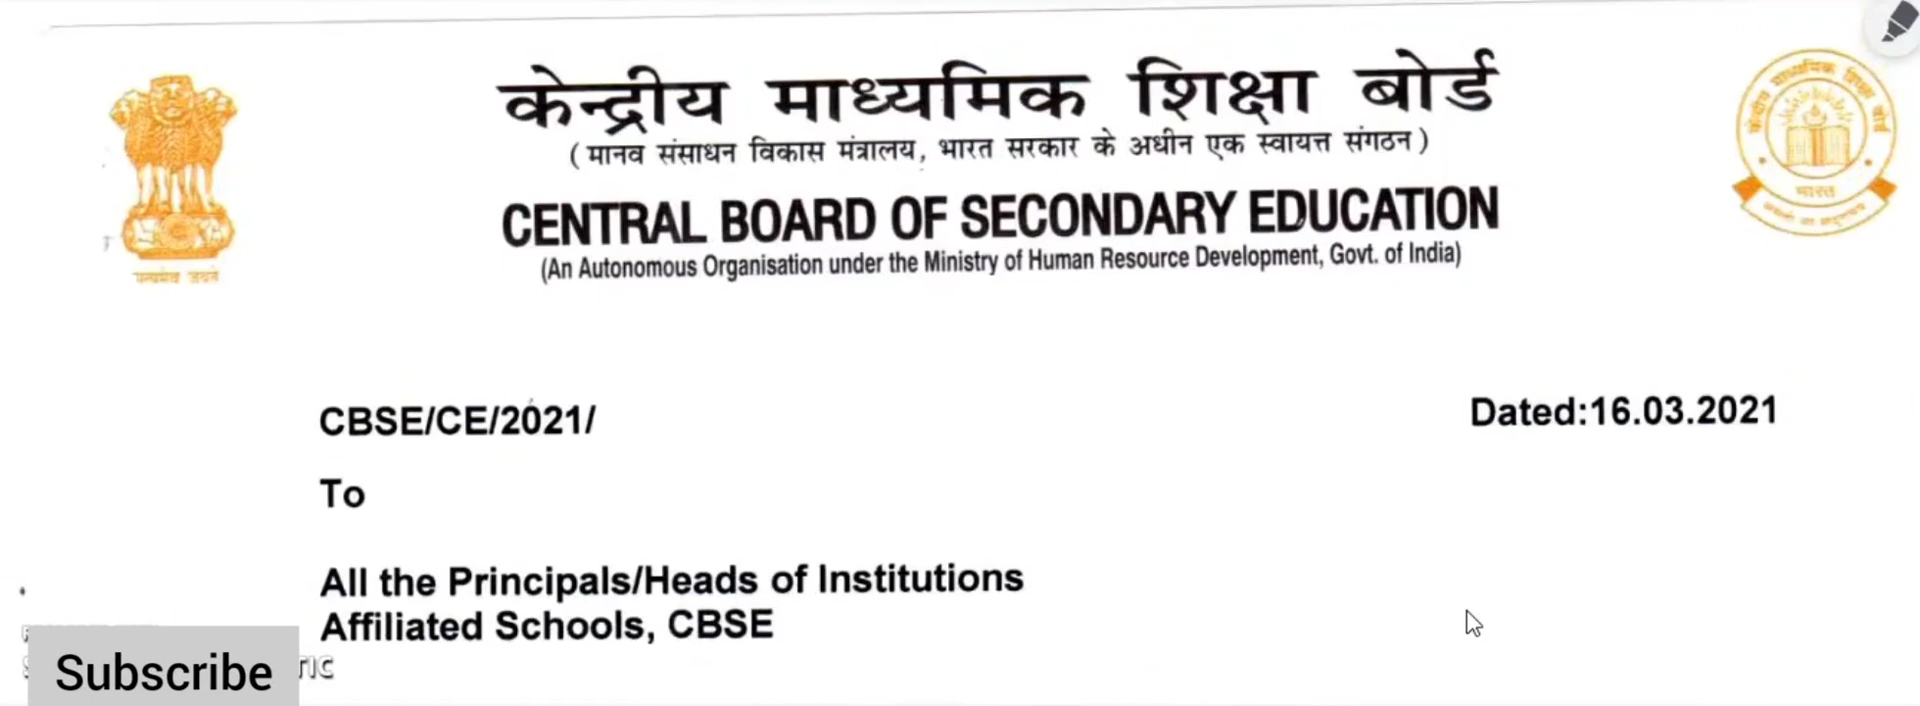 केन्द्रीय माध्यमिक शिक्षा बोर्ड
( मानव संसाधन विकास मंत्रालय, भारत सरकार के अधीन एक स्वायत्त संगठन )
CENTRAL BOARD OF SECONDARY EDUCATION
(An Autonomous Organisation under the Ministry of Human Resource Development, Govt. of India)
भारत
CBSE/CE/2021/
Dated:16.03.2021
To
All the Principals/Heads of Institutions
Affiliated Schools, CBSE
Subscribe